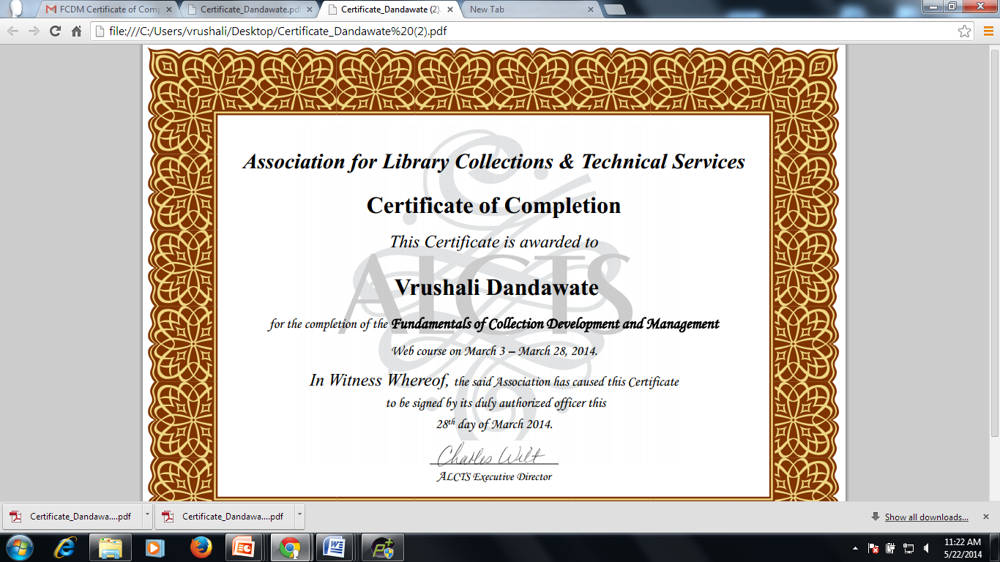 FCDM Certificate of Comp
Certificate_Dandawate.pdf
Certificate_Dandawate (2).
New Tab
file:///C:/Users/vrushali/Desktop/Certificate_Dandawate%20(2).pdf
Association for Library Collections & Technical Services
Certificate of Completion
This Certificate is awarded to
ALCTS
Vrushali Dandawate
for the completion of the Fundamentals of Collection Development and Management
Web course on March 3 – March 28, 2014.
In Witness Whereof, the said Association has caused this Certificate
to be signed by its duly authorized officer this
28th day of March 2014.
Charles Wilt
ALCTS Executive Director
Certificate_Dandawa....pdf
Certificate_Dandawa....pdf
Show all downloads...
11:22 AM
5/22/2014